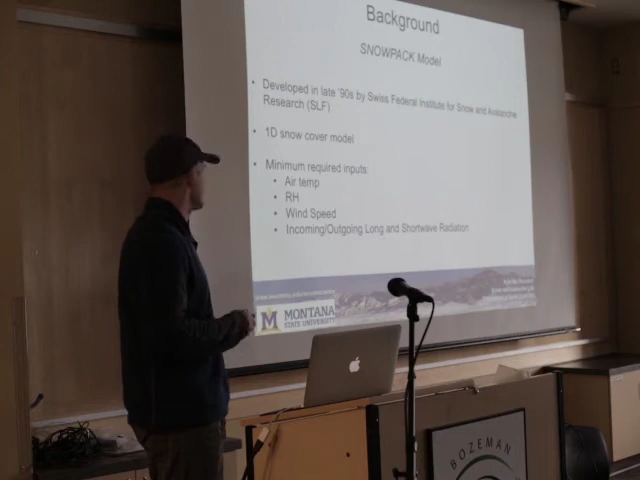 Background
SNOWPACK Model
• Developed in late '90s by Swiss Federal Institute for Snow and Avalanche
Research (SLF)
• 1D snow cover model
• Minimum required inputs:
• Air temp
• RH
• Wind Speed
• Incoming/Outgoing Long and Shortwave Radiation
M MONTANA
STATE UNIVERSITY
BOZEMAN